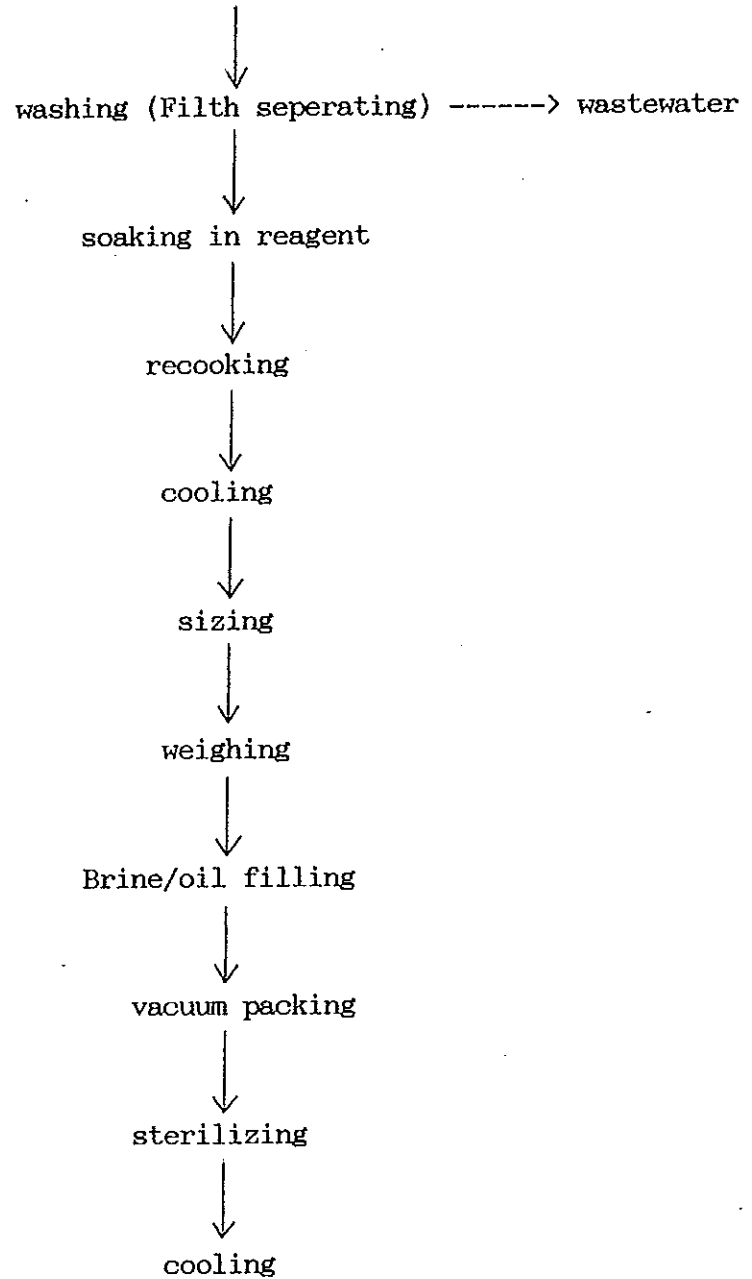 washing (Filth seperating) ------> wastewater
soaking in reagent
recooking
cooling
sizing
weighing
Brine/oil filling
vacuum packing
sterilizing
cooling